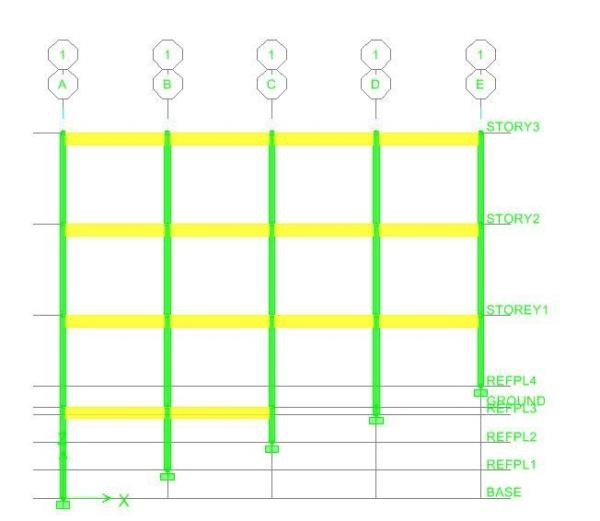 1 1 1 1 1
A B C D E
STORY3
STORY2
STOREY1
REFPL4
GROUND
REFPL3
REFPL2
REFPL1
BASE
X